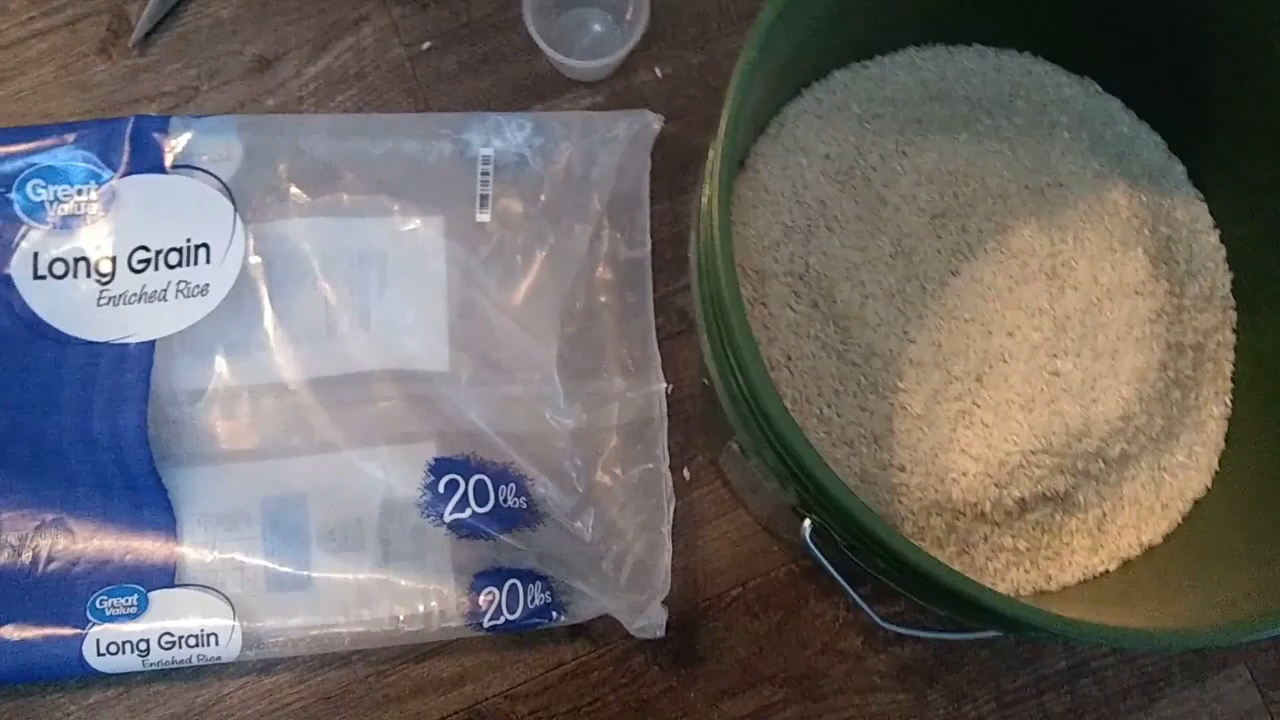 Great
Value
Long Grain
Enriched Rice
20 lbs
20 lbs
Great
Value
Long Grain
Enriched Rice